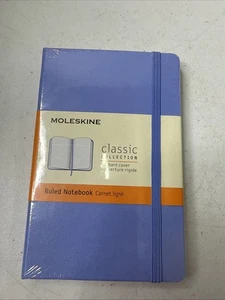 MOLESKINE
classic
COLLECTION
hard cover
couverture rigide
Ruled Notebook Carnet ligné